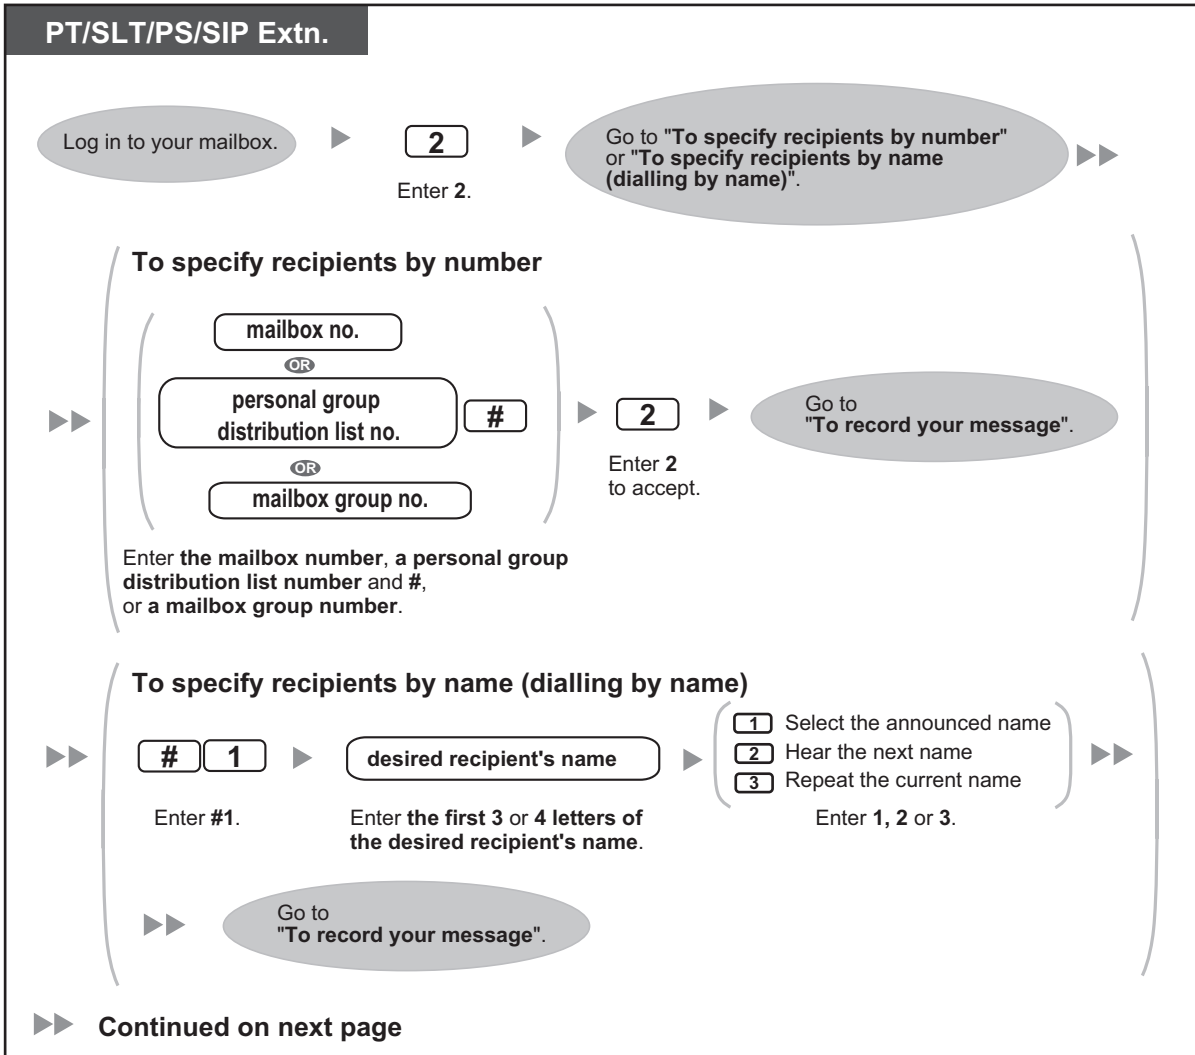 PT/SLT/PS/SIP Extn.
Log in to your mailbox.
2
Enter 2.
Go to "To specify recipients by number"
or "To specify recipients by name
(dialling by name)".
To specify recipients by number
mailbox no.
OR
personal group
distribution list no.
#
OR
mailbox group no.
Enter the mailbox number, a personal group
distribution list number and #,
or a mailbox group number.
2
Enter 2
to accept.
Go to
"To record your message".
To specify recipients by name (dialling by name)
# 1
Enter #1.
desired recipient's name
Enter the first 3 or 4 letters of
the desired recipient's name.
1 Select the announced name
2 Hear the next name
3 Repeat the current name
Enter 1, 2 or 3.
Go to
"To record your message".
Continued on next page